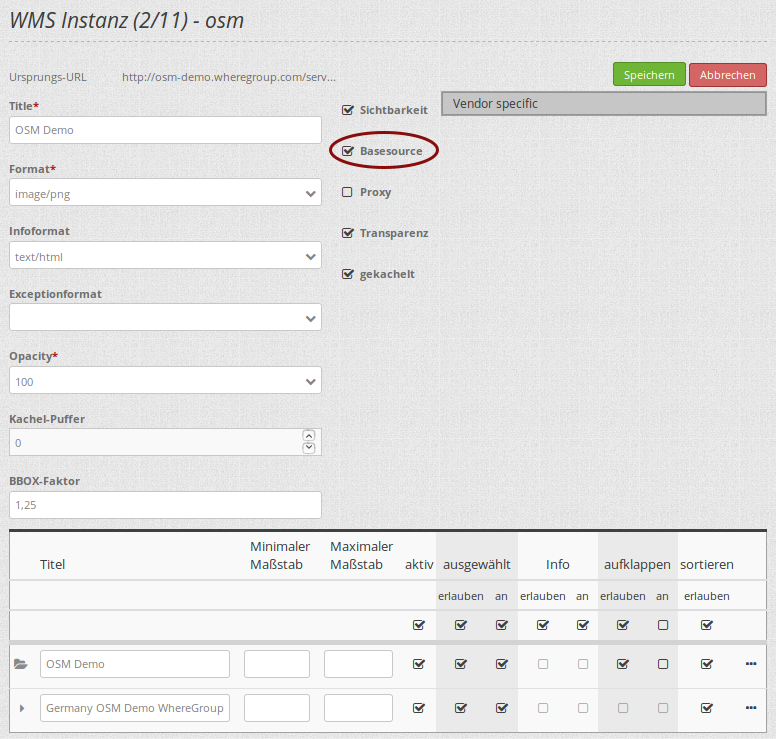 WMS Instanz (2/11) - osm
Ursprungs-URL http://osm-demo.wheregroup.com/serv...
Speichern Abbrechen
Title*
OSM Demo
Sichtbarkeit
Vendor specific
Basesource
Format*
image/png
Proxy
Infoformat
text/html
Transparenz
gekachelt
Exceptionformat
Opacity*
100
Kachel-Puffer
0
BBOX-Faktor
1,25
Titel Minimaler Maßstab Maximaler Maßstab aktiv ausgewählt Info aufklappen sortieren
erlauben an erlauben an erlauben an erlauben
OSM Demo
Germany OSM Demo WhereGroup